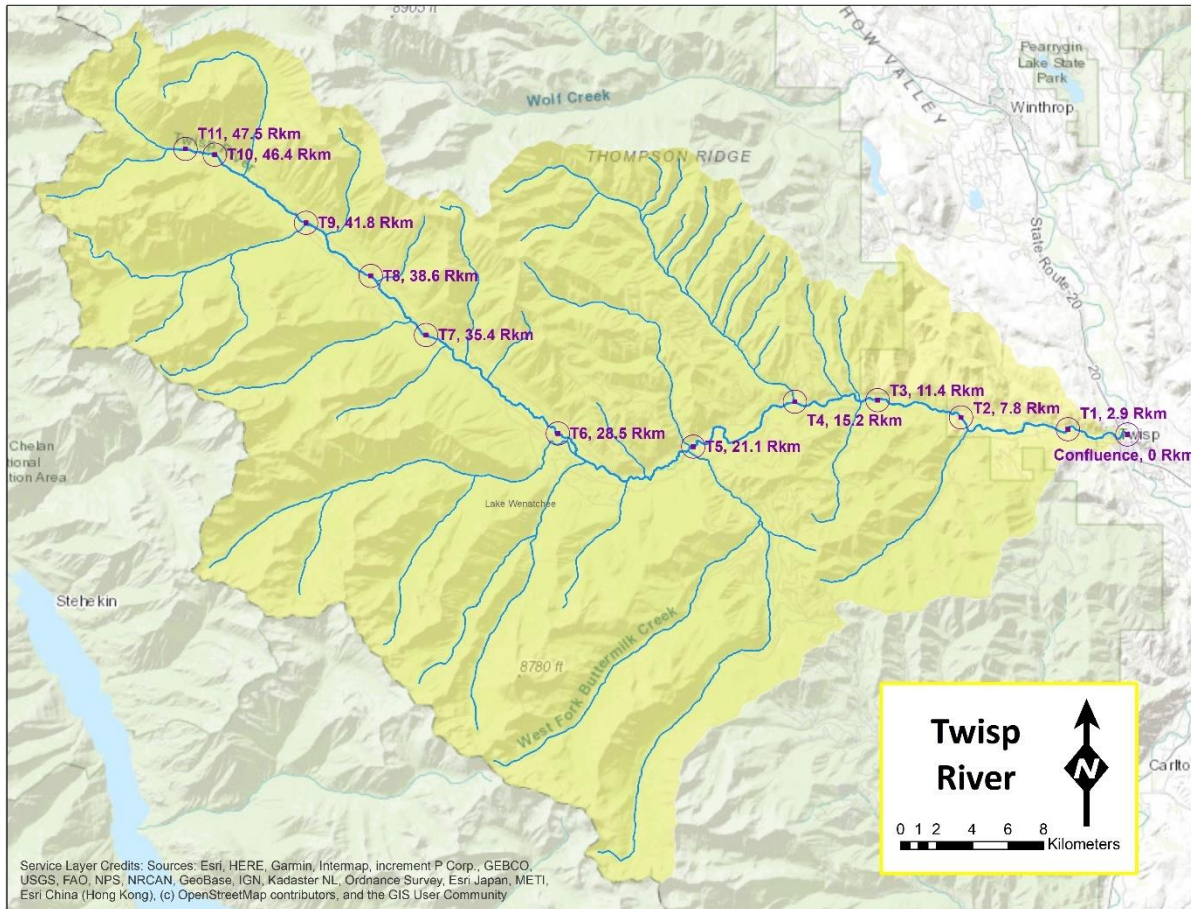 8905 ft
HOW VALLEY
Pearrygin
Lake State
Park
Winthrop
Wolf Creek
THOMPSON RIDGE
State-Route-20
20
T11, 47.5 Rkm
T10, 46.4 Rkm
T9, 41.8 Rkm
T8, 38.6 Rkm
T7, 35.4 Rkm
T3, 11.4 Rkm
T2, 7.8 Rkm
T1, 2.9 Rkm
T4, 15.2 Rkm
T6, 28.5 Rkm
T5, 21.1 Rkm
Twisp
Confluence, 0 Rkm
Chelan
tional
tion Area
Lake Wenatchee
Stehekin
8780 ft
West Fork Buttermilk Creek
Twisp
River
N
0 1 2 4 6 8
Kilometers
Carlto
Service Layer Credits: Sources: Esri, HERE, Garmin, Intermap, increment P Corp., GEBCO,
USGS, FAO, NPS, NRCAN, GeoBase, IGN, Kadaster NL, Ordnance Survey, Esri Japan, METI,
Esri China (Hong Kong), (c) OpenStreetMap contributors, and the GIS User Community